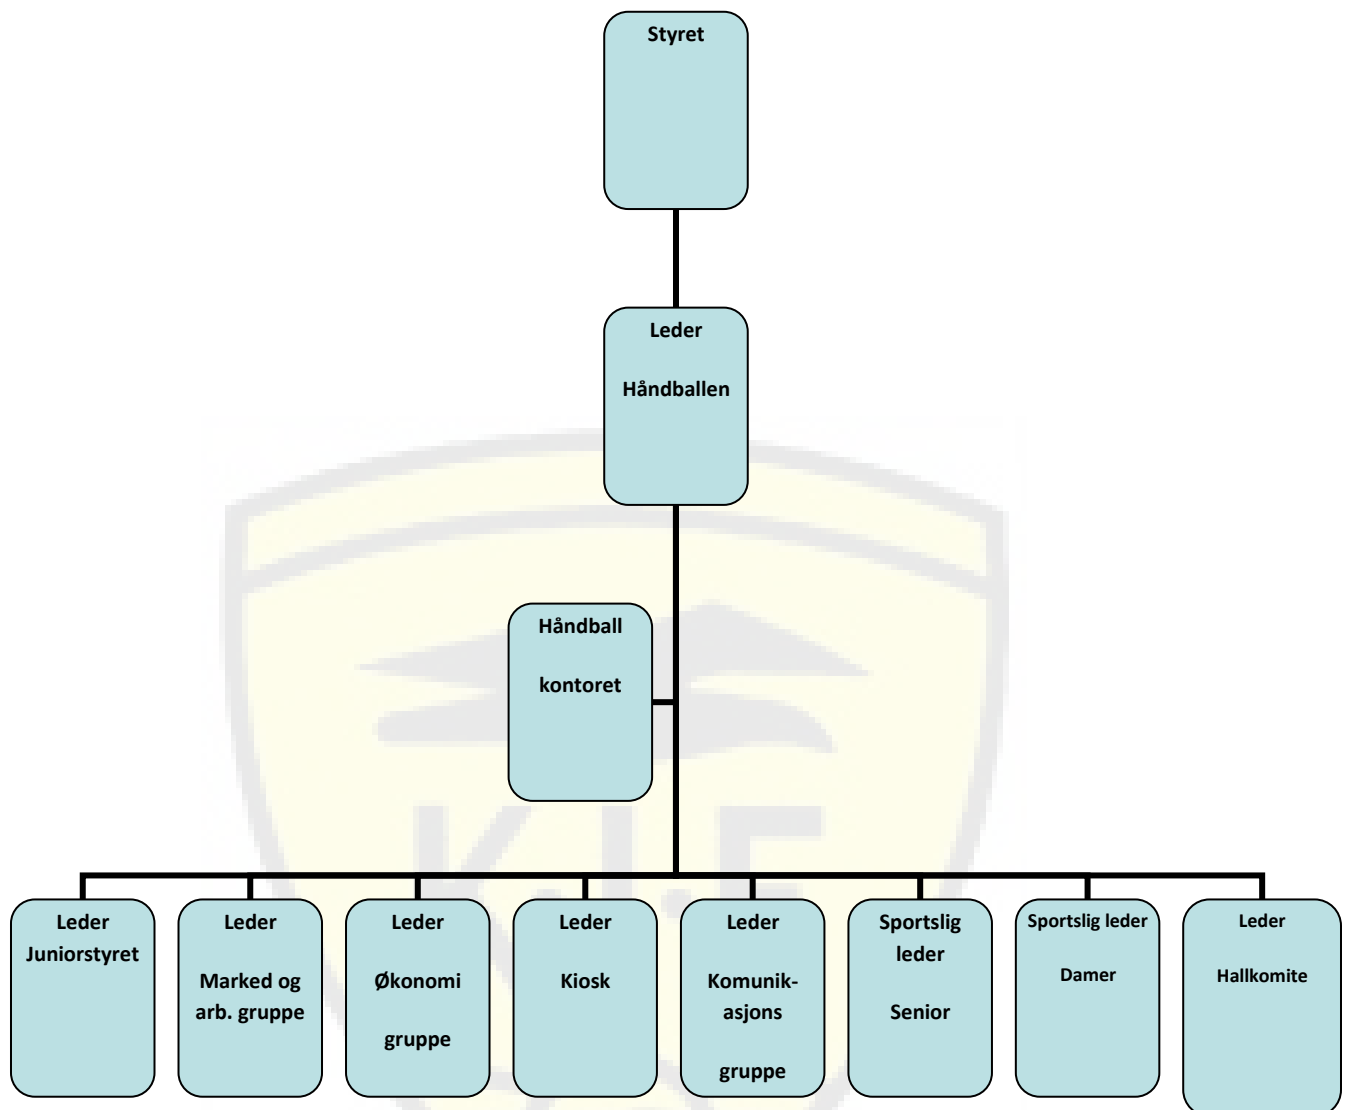 Styret
Leder
Håndballen
Håndball
kontoret
K.I.F
Leder
Juniorstyret
Leder
Marked og
arb. gruppe
Leder
Økonomi
gruppe
Leder
Kiosk
Leder
Komunik-
asjons
gruppe
Sportslig
leder
Senior
Sportslig leder
Damer
Leder
Hallkomite